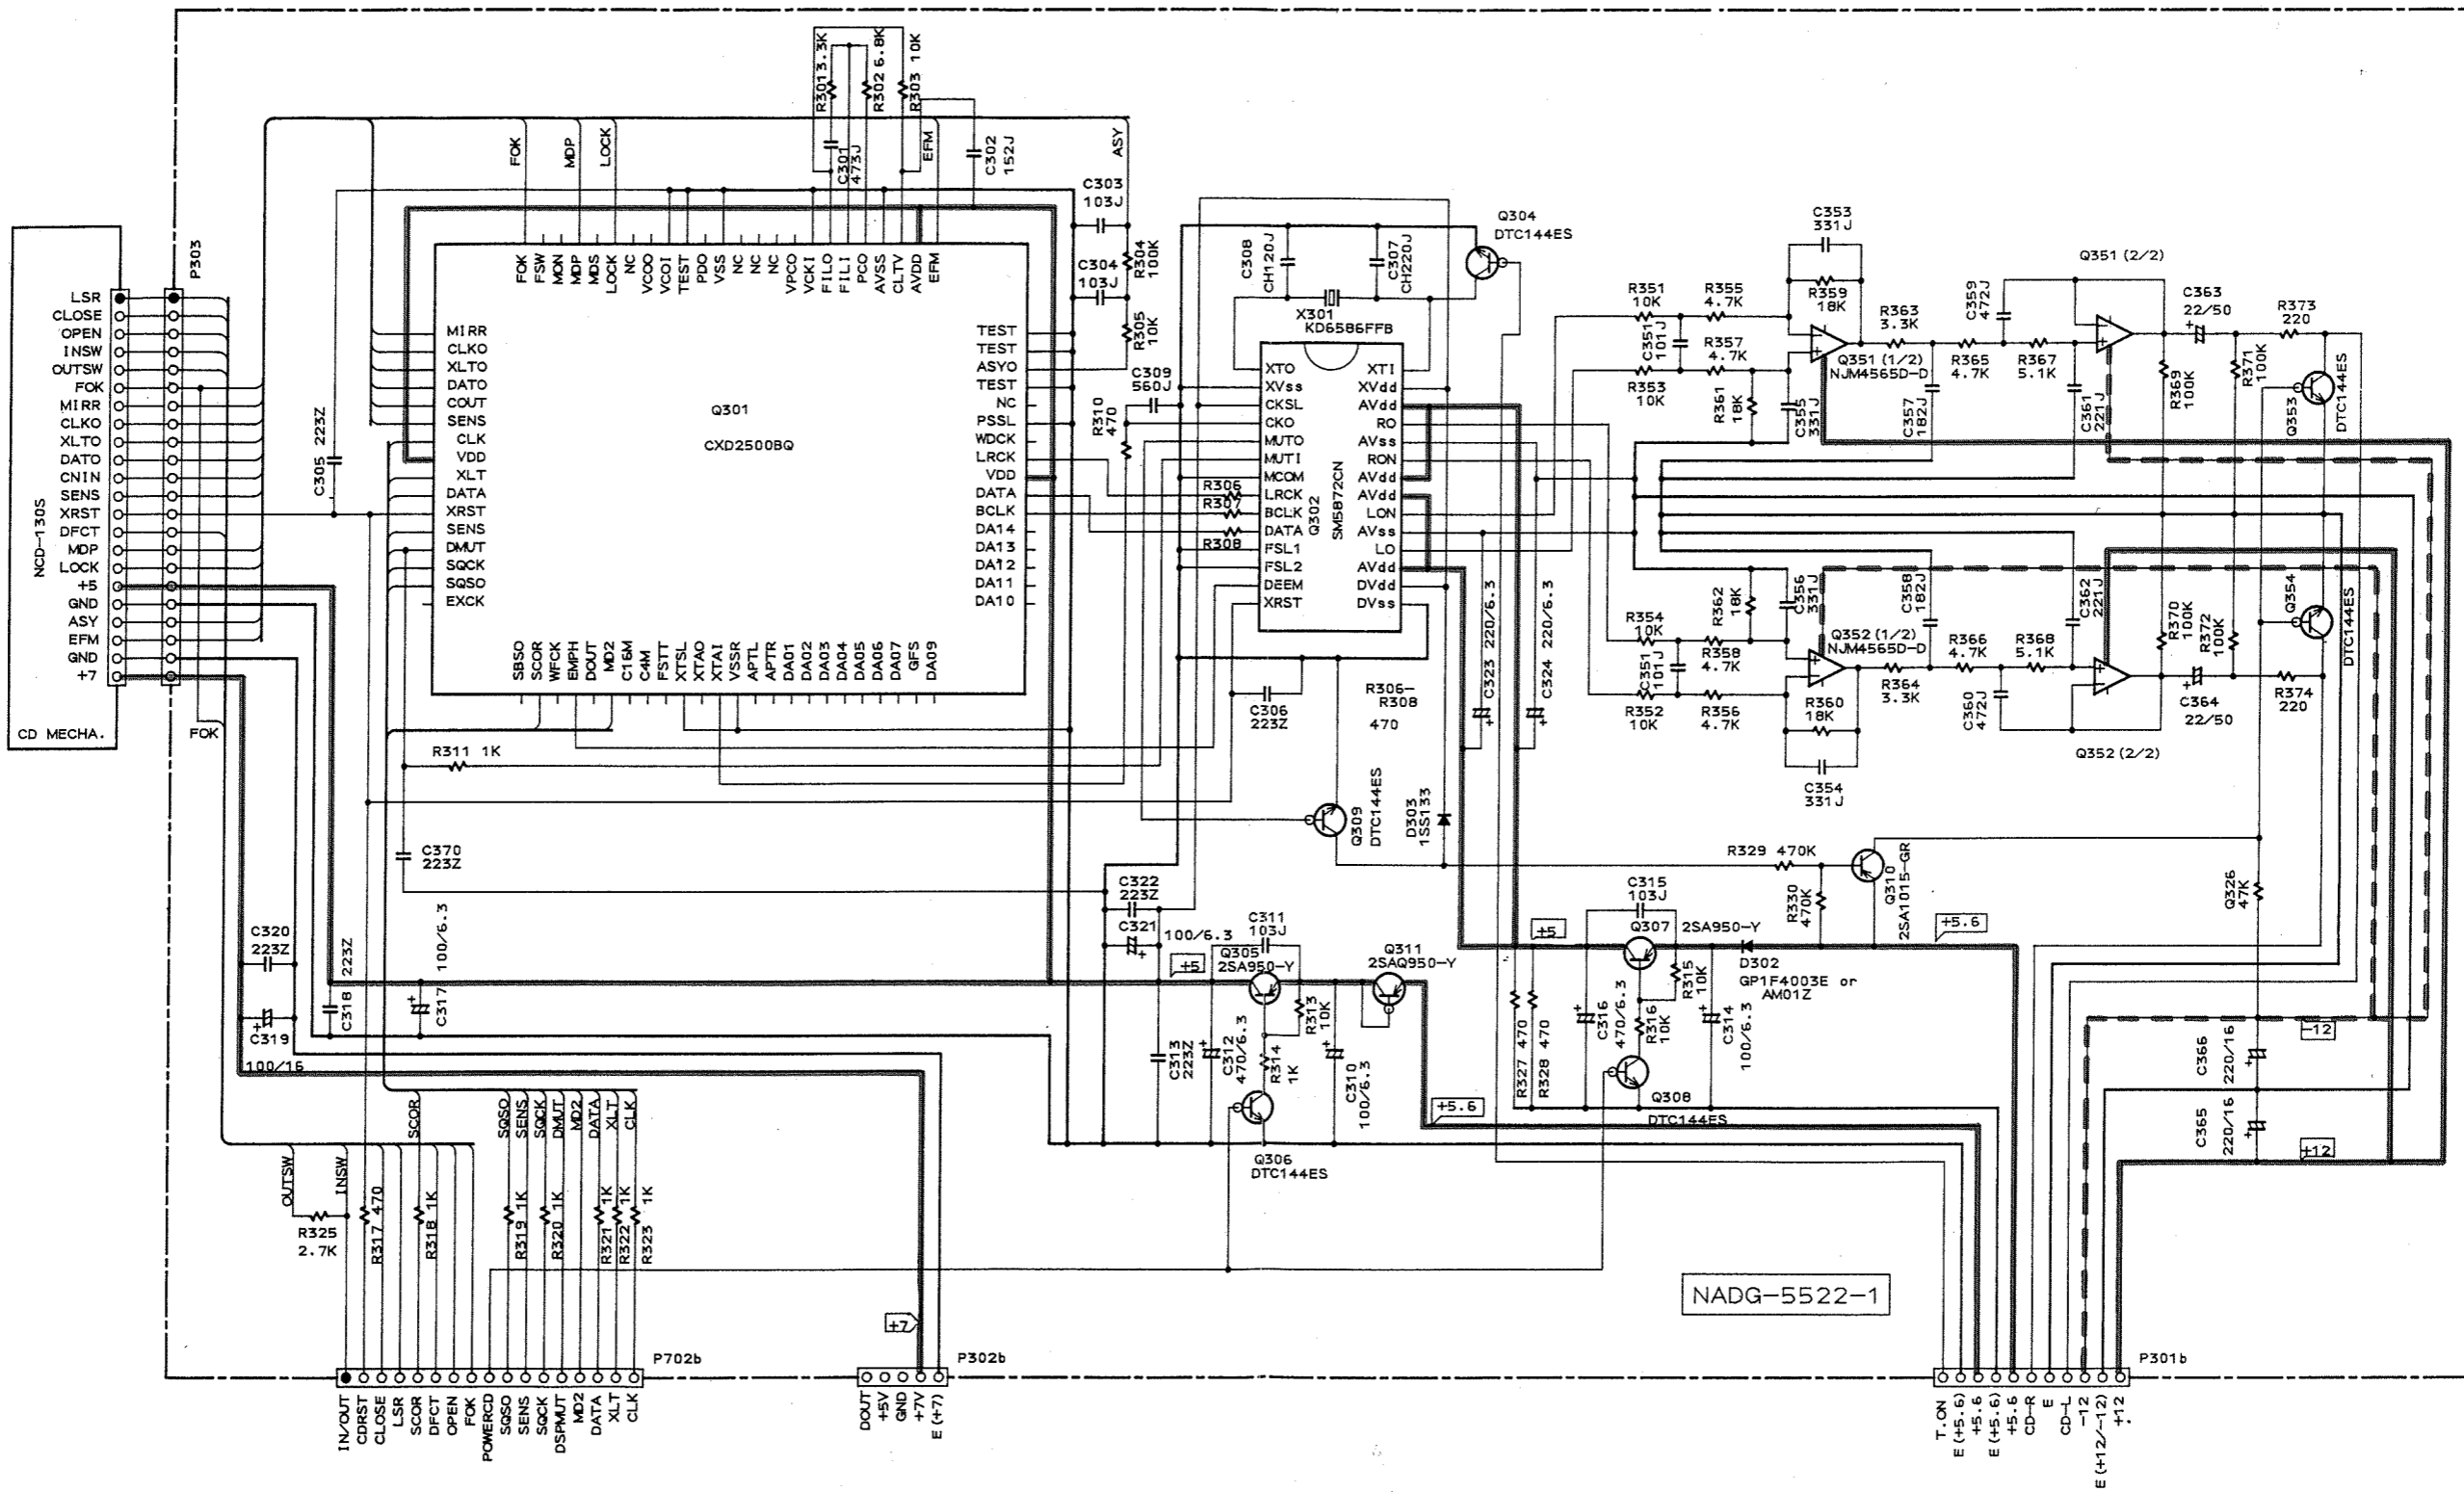 NCD-130S
CD MECHA.
LSR
CLOSE
OPEN
INSW
OUTSW
FOK
MIRR
CLKO
XLTO
DATO
CNIN
SENS
XRST
DFCT
MDP
LOCK
+5
GND
ASY
EFM
GND
+7
P303
FOK
C305 223Z
FOK
MDP
LOCK
R301 3.3K
R302 6.8K
R303 10K
C301
473J
EFM
C302
152J
ASY
C303
103J
C304
103J
R304
100K
R305
10K
Q301
CXD2500BQ
FOK
FSW
MON
MDP
MDS
LOCK
NC
VCOO
VCOI
TEST
PDO
VSS
NC
NC
NC
VPCO
VCKI
FILO
FILI
PCO
AVSS
CLTV
AVDD
EFM
MIRR
CLKO
XLTO
DATO
COUT
SENS
CLK
VDD
XLT
DATA
XRST
SENS
DMUT
SQCK
SQSO
EXCK
TEST
TEST
ASYO
TEST
NC
PSSL
WDCK
LRCK
VDD
DATA
BCLK
DA14
DA13
DA12
DA11
DA10
SBSO
SCOR
WFCK
EMPH
DOUT
MD2
C16M
C4M
FSTT
XTSL
XTAO
XTAI
VSSR
APTL
APTR
DA01
DA02
DA03
DA04
DA05
DA06
DA07
GFS
DA09
R311 1K
C370
223Z
C309
560J
R310
470
R306
R307
R308
C308
CH120J
C307
CH220J
X301
KD6586FFB
Q304
DTC144ES
Q302
SM5872CN
XTO
XVss
CKSL
CKO
MUTO
MUTI
MCOM
LRCK
BCLK
DATA
FSL1
FSL2
DEEM
XRST
XTI
XVdd
AVdd
RO
AVss
RON
AVdd
AVdd
LON
AVss
LO
AVdd
DVdd
DVss
C306
223Z
R306-
R308
470
C323 220/6.3
C324 220/6.3
Q309
DTC144ES
D303
1SS133
R351
10K
R355
4.7K
C351
101J
R357
4.7K
R353
10K
R361
18K
C353
331J
R359
18K
Q351 (1/2)
NJM4565D-D
C355
331J
R363
3.3K
C357
182J
C359
472J
R365
4.7K
R367
5.1K
C361
221J
Q351 (2/2)
C363
22/50
R369
100K
R371
100K
R373
220
Q353
DTC144ES
R354
10K
C351
101J
R358
4.7K
R352
10K
R356
4.7K
R362
18K
C356
331J
Q352 (1/2)
NJM4565D-D
R360
18K
C354
331J
R364
3.3K
C358
182J
R366
4.7K
C360
472J
R368
5.1K
C362
221J
Q352 (2/2)
R370
100K
R372
100K
C364
22/50
R374
220
Q354
DTC144ES
R329 470K
R330
470K
Q310
2SA1015-GR
Q326
47K
C320
223Z
C319
100/16
C318 223Z
C317 100/6.3
C322
223Z
C321
100/6.3
+5
C311
103J
Q305
2SA950-Y
Q311
2SAQ950-Y
R313
10K
C313
223Z
C312
470/6.3
R314
1K
C310
100/6.3
Q306
DTC144ES
+5.6
+5
C315
103J
Q307
2SA950-Y
+5.6
D302
GP1F4003E or
AM01Z
R315
10K
R316
10K
R327 470
R328 470
C316
470/6.3
C314
100/6.3
Q308
DTC144ES
-12
C366
220/16
C365
220/16
+12
OUTSW
INSW
R325
2.7K
R317 470
SCOR
R318 1K
SQSO
SENS
SQCK
DMUT
MD2
DATA
XLT
CLK
R319 1K
R320 1K
R321 1K
R322 1K
R323 1K
NADG-5522-1
P702b
IN/OUT
CDRST
CLOSE
LSR
SCOR
DFCT
OPEN
FOK
POWERCD
SQSO
SENS
SQCK
DSPMUT
MD2
DATA
XLT
CLK
+7
P302b
DOUT
+5V
GND
+7V
E (+7)
P301b
T.ON
E (+5.6)
+5.6
E (+5.6)
+5.6
CD-R
E
CD-L
-12
E (+12/-12)
+12